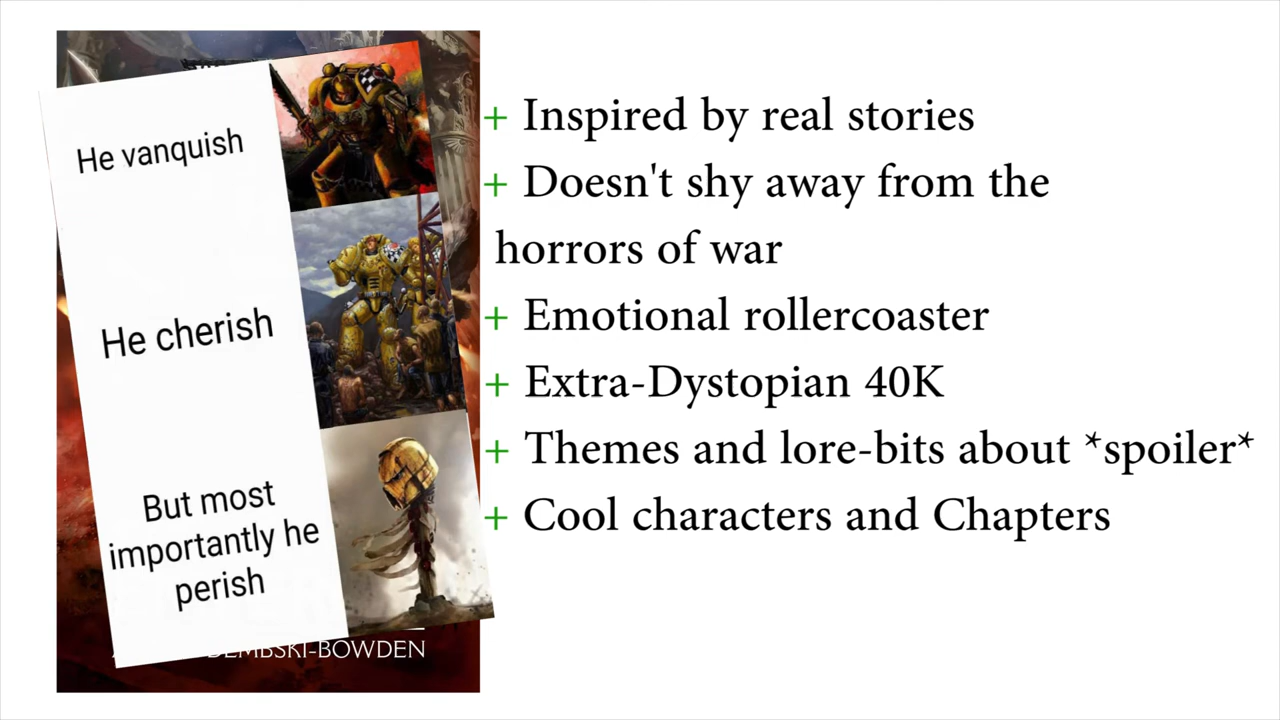 He vanquish
He cherish
But most
importantly he
perish
DEMBSKI-BOWDEN
+ Inspired by real stories
+ Doesn't shy away from the
horrors of war
+ Emotional rollercoaster
+ Extra-Dystopian 40K
+ Themes and lore-bits about *spoiler*
+ Cool characters and Chapters